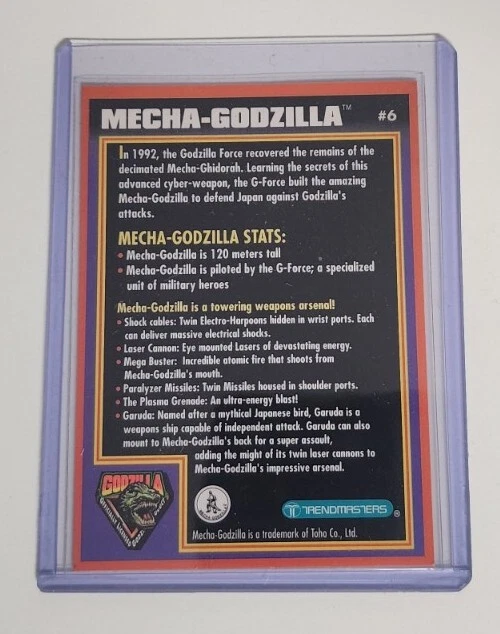 MECHA-GODZILLA™ #6
In 1992, the Godzilla Force recovered the remains of the
decimated Mecha-Ghidorah. Learning the secrets of this
advanced cyber-weapon, the G-Force built the amazing
Mecha-Godzilla to defend Japan against Godzilla's
attacks.
MECHA-GODZILLA STATS:
• Mecha-Godzilla is 120 meters tall
• Mecha-Godzilla is piloted by the G-Force; a specialized
unit of military heroes
Mecha-Godzilla is a towering weapons arsenal!
• Shock cables: Twin Electro-Harpoons hidden in wrist ports. Each
can deliver massive electrical shocks.
• Laser Cannon: Eye mounted Lasers of devastating energy.
• Mega Buster: Incredible atomic fire that shoots from
Mecha-Godzilla's mouth.
• Paralyzer Missiles: Twin Missiles housed in shoulder ports.
• The Plasma Grenade: An ultra-energy blast!
• Garuda: Named after a mythical Japanese bird, Garuda is a
weapons ship capable of independent attack. Garuda can also
mount to Mecha-Godzilla's back for a super assault,
adding the might of its twin laser cannons to
Mecha-Godzilla's impressive arsenal.
GODZILLA
TRENDMASTERS®
Mecha-Godzilla is a trademark of Toho Co., Ltd.